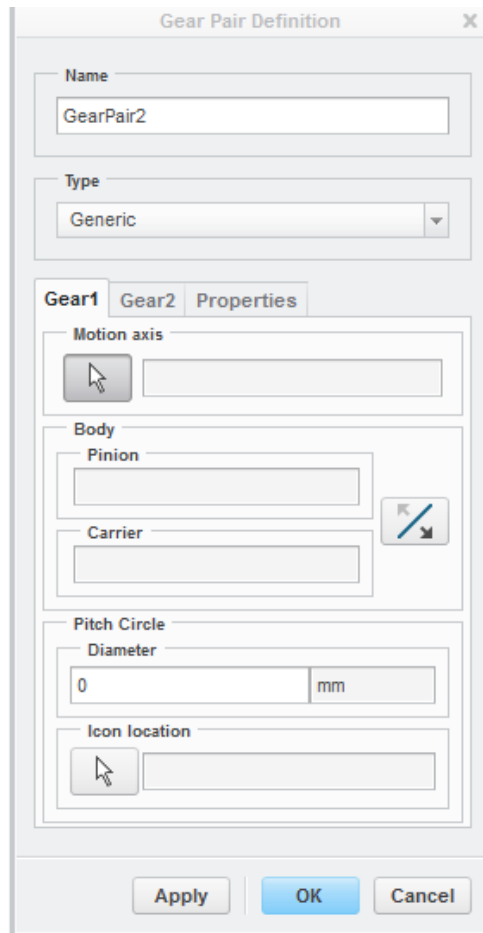 Gear Pair Definition
Name
GearPair2
Type
Generic
Gear1 Gear2 Properties
Motion axis
Body
Pinion
Carrier
Pitch Circle
Diameter
0 mm
Icon location
Apply OK Cancel